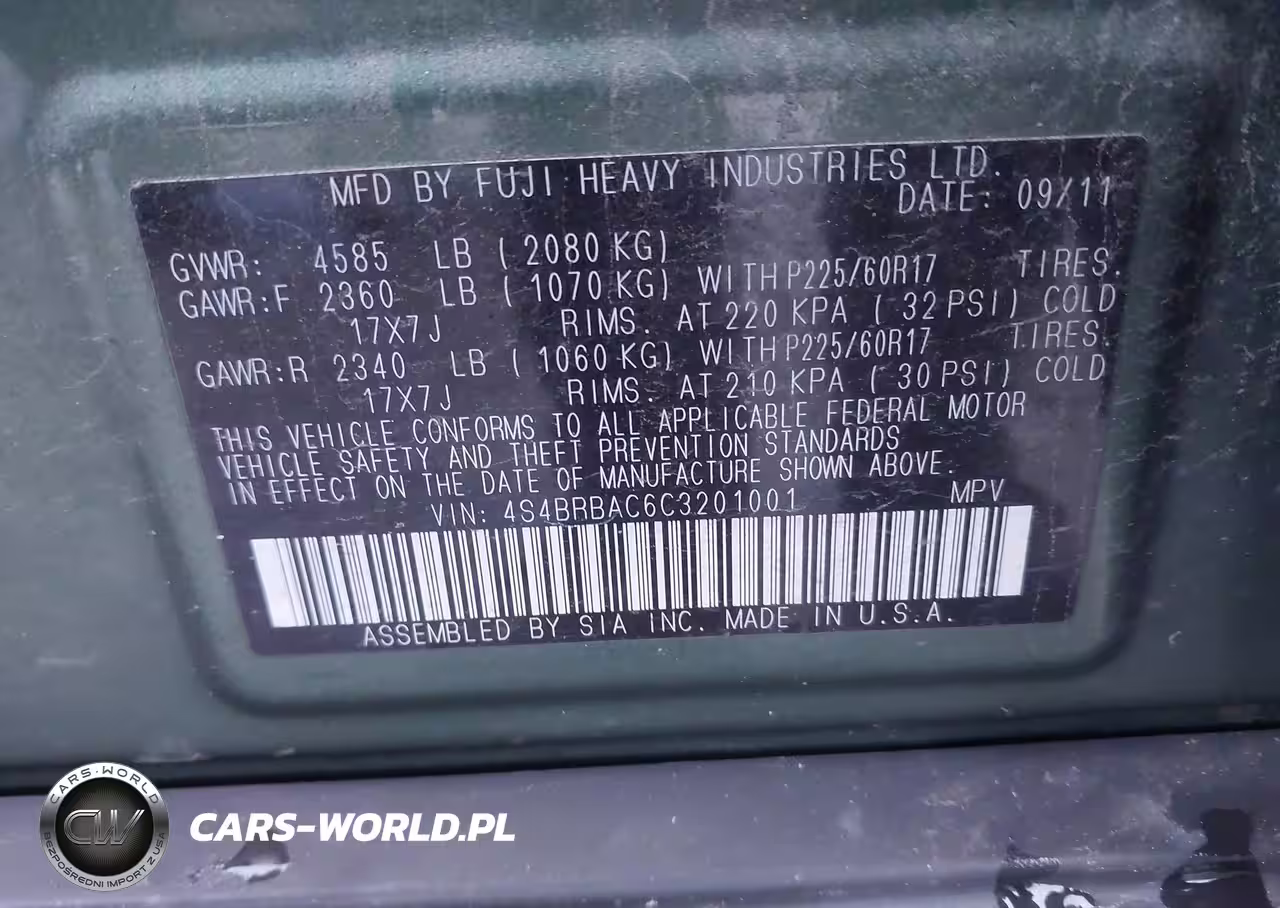 MFD BY FUJI HEAVY INDUSTRIES LTD.
DATE: 09/11
GVWR: 4585 LB (2080 KG)
GAWR:F 2360 LB (1070 KG) WITH P225/60R17 TIRES.
17X7J RIMS. AT 220 KPA (32 PSI) COLD
GAWR:R 2340 LB (1060 KG) WITH P225/60R17 TIRES.
17X7J RIMS. AT 210 KPA (30 PSI) COLD
THIS VEHICLE CONFORMS TO ALL APPLICABLE FEDERAL MOTOR
VEHICLE SAFETY AND THEFT PREVENTION STANDARDS
IN EFFECT ON THE DATE OF MANUFACTURE SHOWN ABOVE.
VIN: 4S4BRBAC6C3201001 MPV
ASSEMBLED BY SIA INC. MADE IN U.S.A.
CARS-WORLD
CW
BEZPOŚREDNI IMPORT Z USA
CARS-WORLD.PL